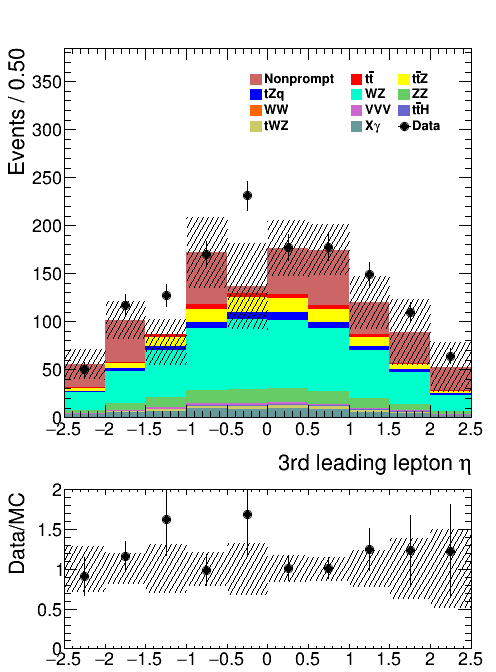 Events / 0.50
350
300
250
200
150
100
50
0
Nonprompt tt̄ tt̄Z
tZq WZ ZZ
WW VVV tt̄H
tWZ Xγ Data
−2.5 −2 −1.5 −1 −0.5 0 0.5 1 1.5 2 2.5
3rd leading lepton η
Data/MC
2
1.5
1
0.5
0
−2.5 −2 −1.5 −1 −0.5 0 0.5 1 1.5 2 2.5